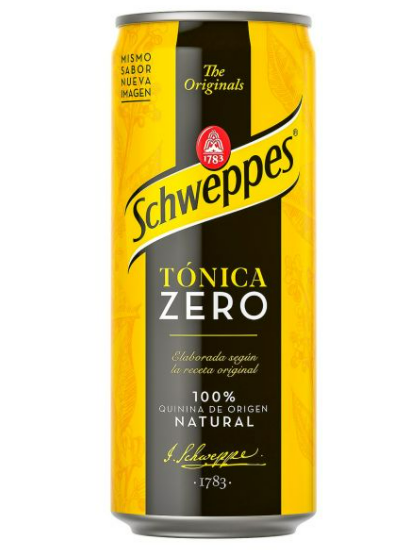 MISMO
SABOR
NUEVA
IMAGEN
The
Originals
1783
Schweppes®
TÓNICA
ZERO
Elaborada según
la receta original
100%
QUININA DE ORIGEN
NATURAL
J. Schweppe.
·1783·